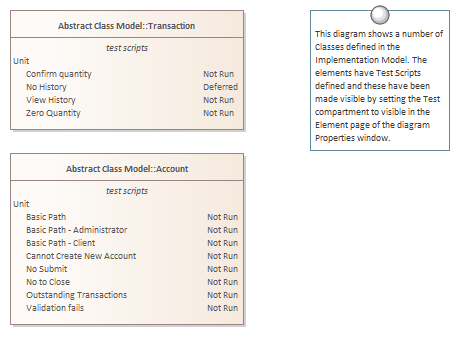 Abstract Class Model::Transaction
test scripts
Unit
Confirm quantity Not Run
No History Deferred
View History Not Run
Zero Quantity Not Run
This diagram shows a number of
Classes defined in the
Implementation Model. The
elements have Test Scripts
defined and these have been
made visible by setting the Test
compartment to visible in the
Element page of the diagram
Properties window.
Abstract Class Model::Account
test scripts
Unit
Basic Path Not Run
Basic Path - Administrator Not Run
Basic Path - Client Not Run
Cannot Create New Account Not Run
No Submit Not Run
No to Close Not Run
Outstanding Transactions Not Run
Validation fails Not Run